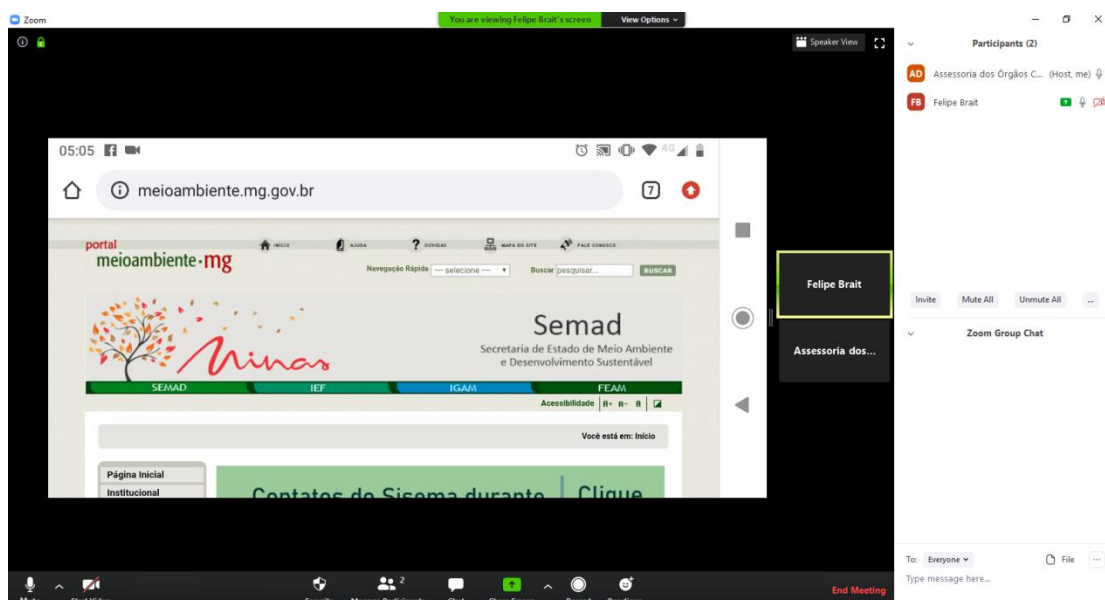 Zoom
You are viewing Felipe Brait's screen
View Options
Speaker View
Participants (2)
AD Assessoria dos Órgãos C... (Host, me)
FB Felipe Brait
05:05
4G
meioambiente.mg.gov.br
7
portal
meioambiente·mg
INÍCIO
AJUDA
? DÚVIDAS
MAPA DO SITE
FALE CONOSCO
Navegação Rápida --- selecione ---
Buscar pesquisar... BUSCAR
Minas
Semad
Secretaria de Estado de Meio Ambiente
e Desenvolvimento Sustentável
SEMAD IEF IGAM FEAM
Acessibilidade A+ A- A
Você está em: Início
Página Inicial
Institucional
Contatos do Sisema durante
Clique
Felipe Brait
Assessoria dos...
Invite Mute All Unmute All ...
Zoom Group Chat
To: Everyone File ...
Type message here...
2
End Meeting